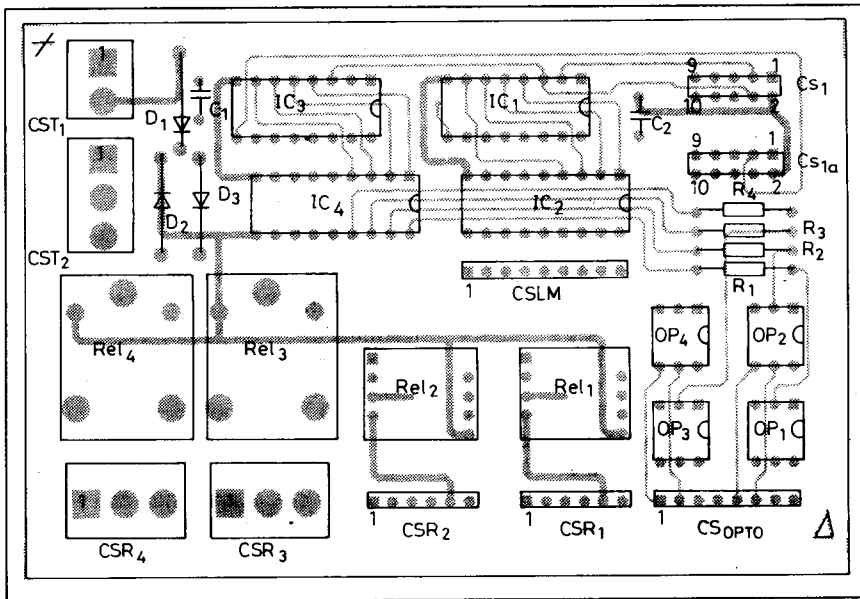 1
CST1
D1
C1
IC3
IC1
C2
9 1
10 2
Cs1
9 1
10 2
Cs1a
1
CST2
D2
D3
IC4
IC2
R4
R3
R2
R1
1 CSLM
Rel4
Rel3
Rel2
Rel1
OP4
OP2
OP3
OP1
1
CSR4
1
CSR3
1
CSR2
1
CSR1
1
CSOPTO